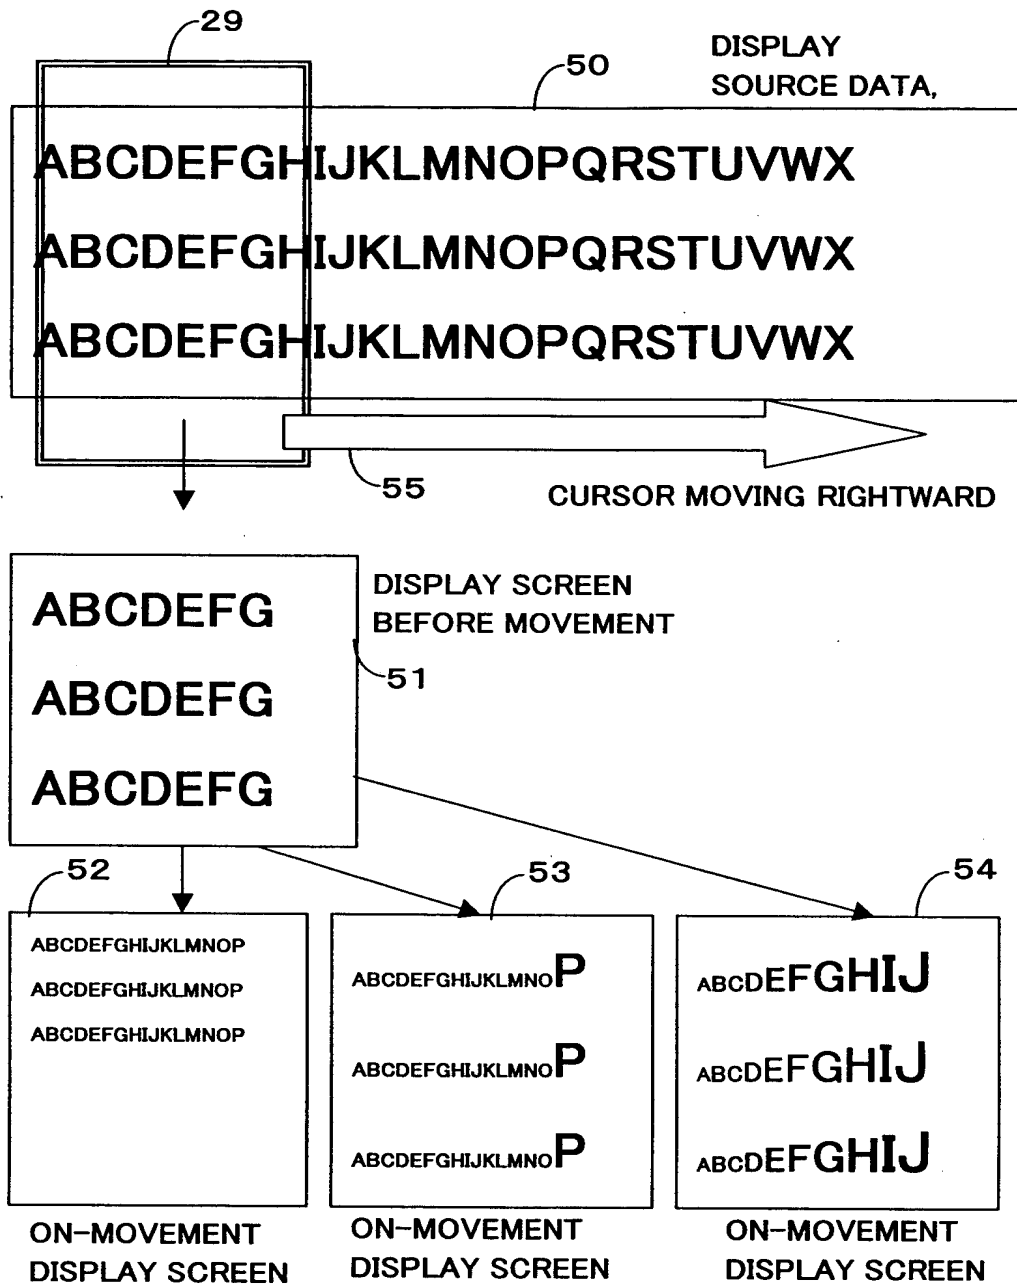 29
50
DISPLAY
SOURCE DATA,
ABCDEFGHIJKLMNOPQRSTUVWX
ABCDEFGHIJKLMNOPQRSTUVWX
ABCDEFGHIJKLMNOPQRSTUVWX
55
CURSOR MOVING RIGHTWARD
ABCDEFG
ABCDEFG
ABCDEFG
DISPLAY SCREEN
BEFORE MOVEMENT
51
52
ABCDEFGHIJKLMNOP
ABCDEFGHIJKLMNOP
ABCDEFGHIJKLMNOP
ON-MOVEMENT
DISPLAY SCREEN
53
ABCDEFGHIJKLMNOP
ABCDEFGHIJKLMNOP
ABCDEFGHIJKLMNOP
ON-MOVEMENT
DISPLAY SCREEN
54
ABCDEFGHIJ
ABCDEFGHIJ
ABCDEFGHIJ
ON-MOVEMENT
DISPLAY SCREEN